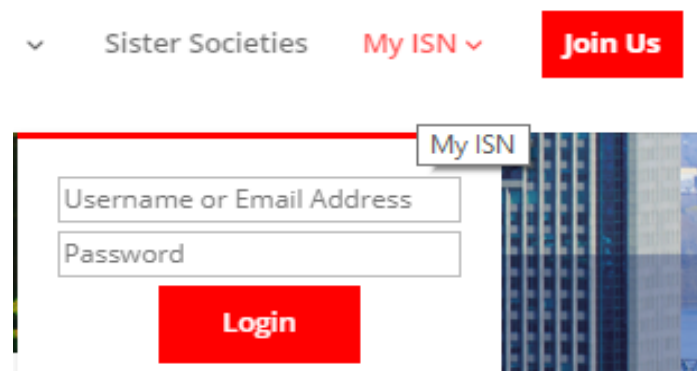 Sister Societies My ISN Join Us
My ISN
Username or Email Address
Password
Login